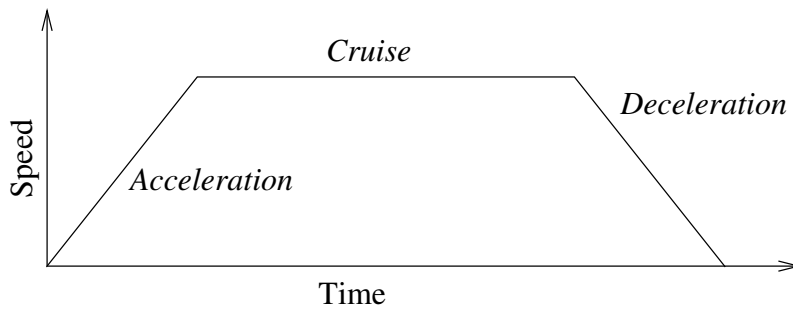 Cruise
Deceleration
Acceleration
Speed
Time